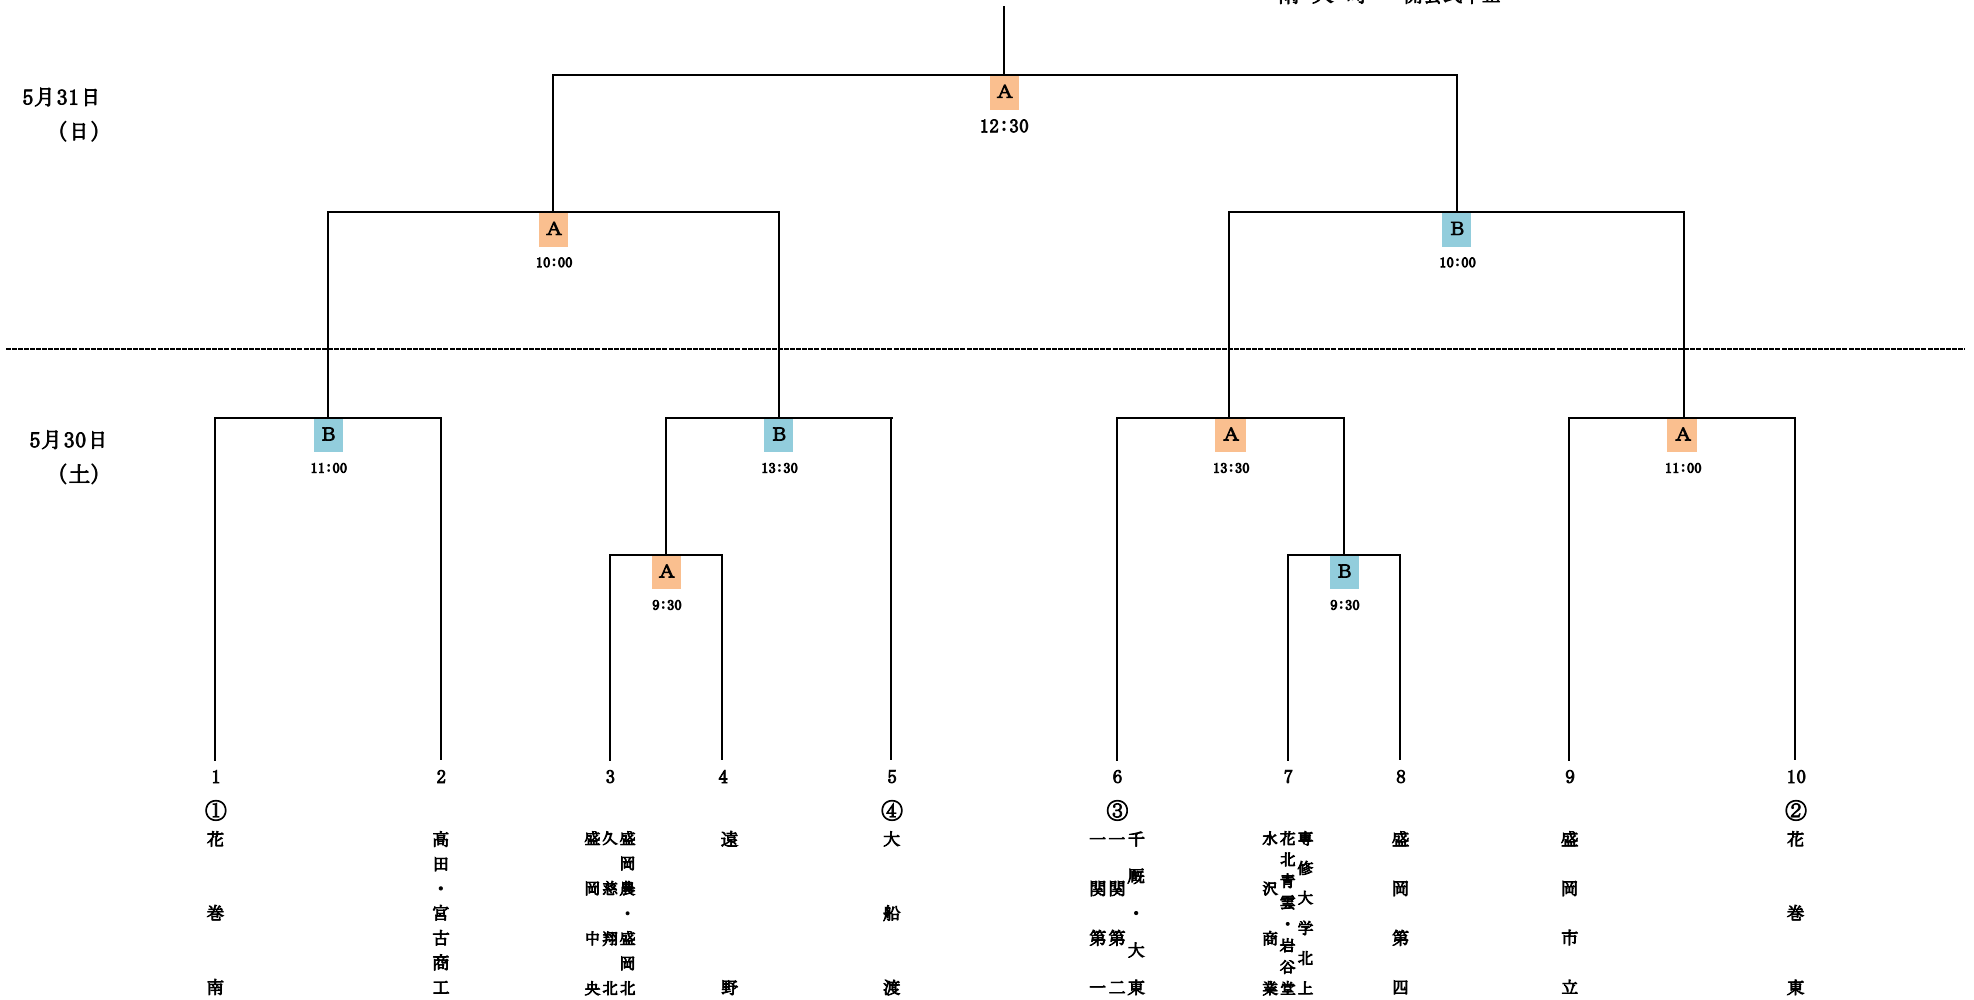 5月31日
(日)
A
12:30
A
10:00
B
10:00
5月30日
(土)
B
11:00
B
13:30
A
13:30
A
11:00
A
9:30
B
9:30
1
2
3
4
5
6
7
8
9
10
①
④
③
②
花巻南
高田・宮古商工
盛岡農・盛岡北
久慈翔北
盛岡中央
遠野
大船渡
千厩・大東
一関第二
一関第一
専修大学北上
花北青雲・岩谷堂
水沢商業
盛岡第四
盛岡市立
花巻東